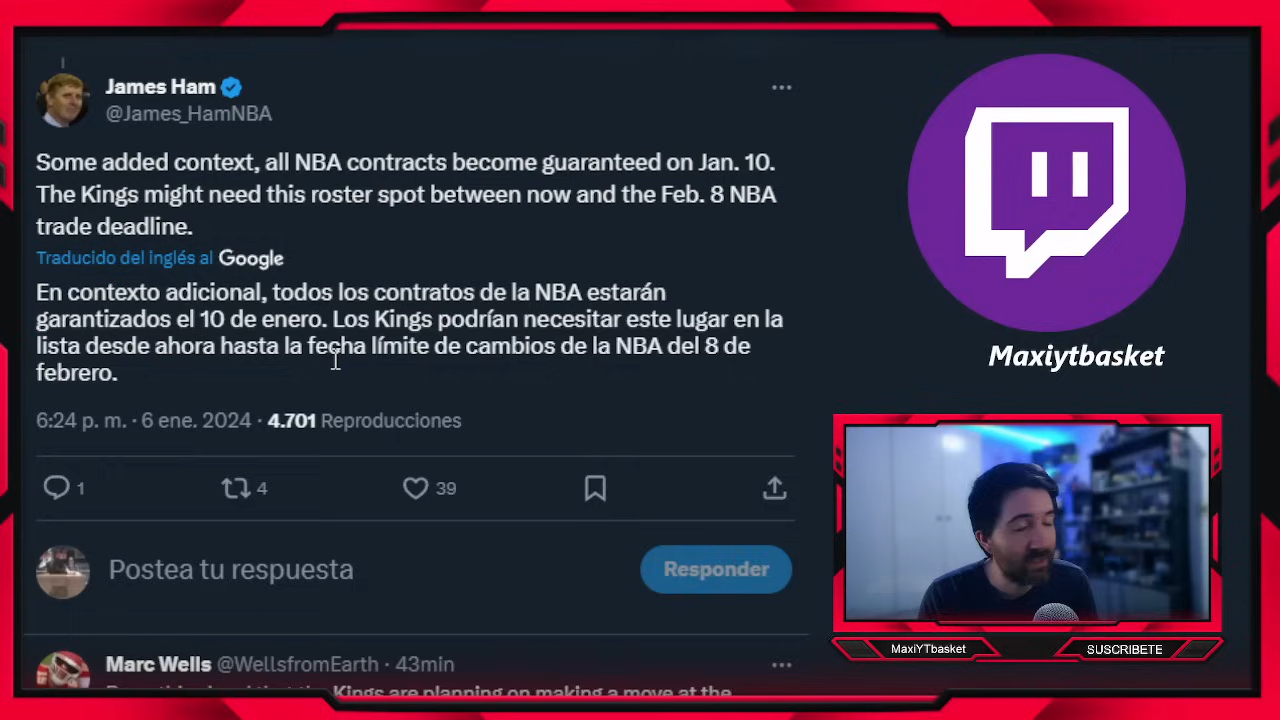 James Ham
@James_HamNBA
Some added context, all NBA contracts become guaranteed on Jan. 10.
The Kings might need this roster spot between now and the Feb. 8 NBA
trade deadline.
Traducido del inglés al Google
En contexto adicional, todos los contratos de la NBA estarán
garantizados el 10 de enero. Los Kings podrían necesitar este lugar en la
lista desde ahora hasta la fecha límite de cambios de la NBA del 8 de
febrero.
6:24 p. m. · 6 ene. 2024 · 4.701 Reproducciones
1 4 39
Postea tu respuesta
Responder
Marc Wells @WellsfromEarth · 43min
that the Kings are planning on making a move at the
Maxiytbasket
MaxiYTbasket
SUSCRIBETE